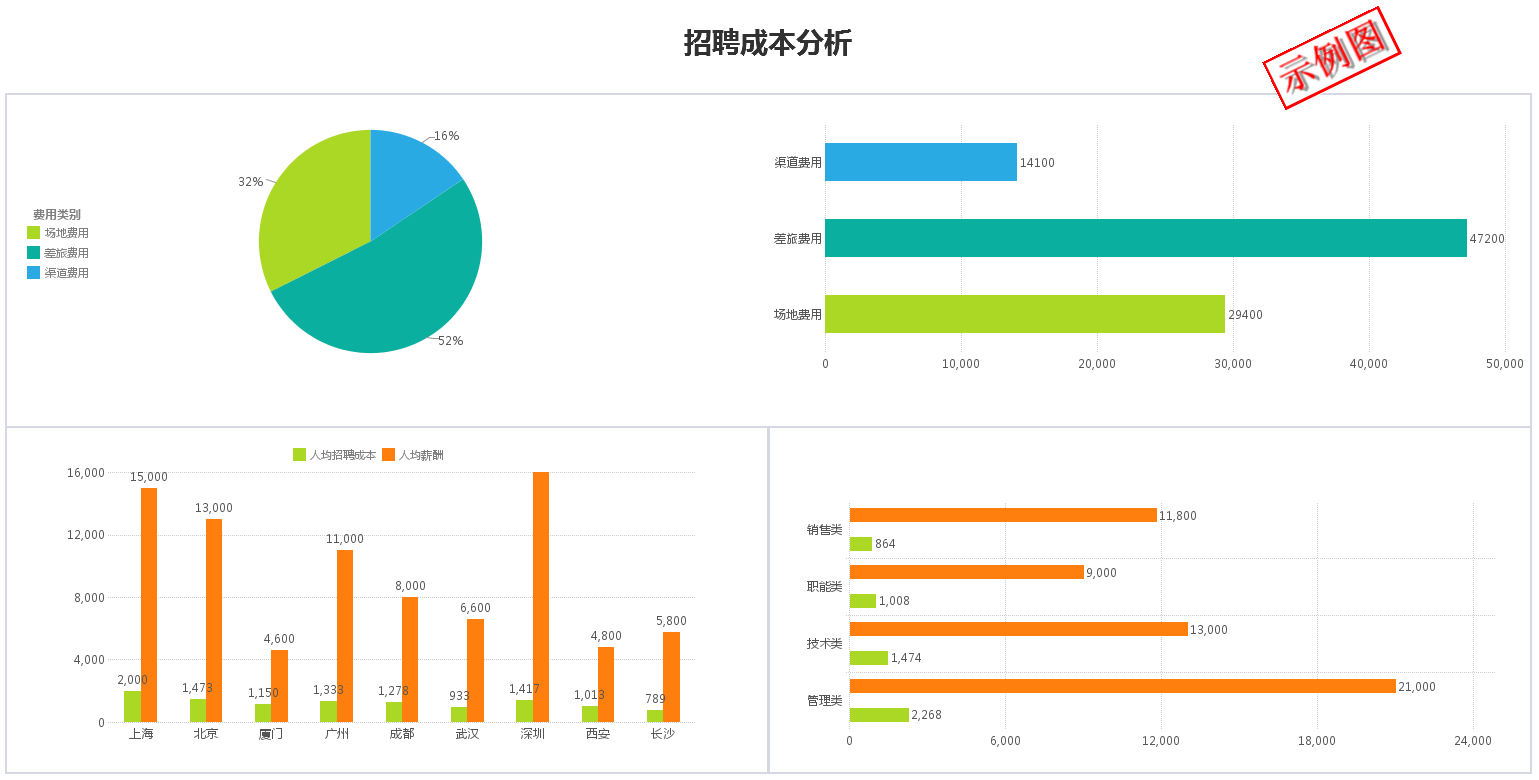 招聘成本分析
示例图
费用类别
场地费用
差旅费用
渠道费用
16%
32%
52%
渠道费用 14100
差旅费用 47200
场地费用 29400
0 10,000 20,000 30,000 40,000 50,000
人均招聘成本 人均薪酬
16,000
12,000
8,000
4,000
0
15,000 13,000 4,600 11,000 8,000 6,600 4,800 5,800
2,000 1,473 1,150 1,333 1,278 933 1,417 1,013 789
上海 北京 厦门 广州 成都 武汉 深圳 西安 长沙
销售类 11,800
864
职能类 9,000
1,008
技术类 13,000
1,474
管理类 21,000
2,268
0 6,000 12,000 18,000 24,000